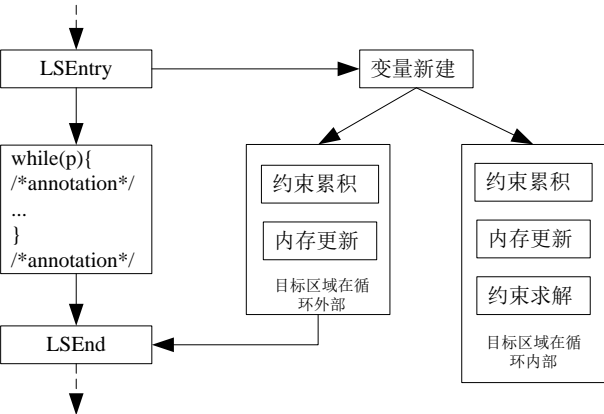 LSEntry
变量新建
while(p){
/*annotation*/
...
}
/*annotation*/
约束累积
内存更新
目标区域在循
环外部
约束累积
内存更新
约束求解
目标区域在循
环内部
LSEnd